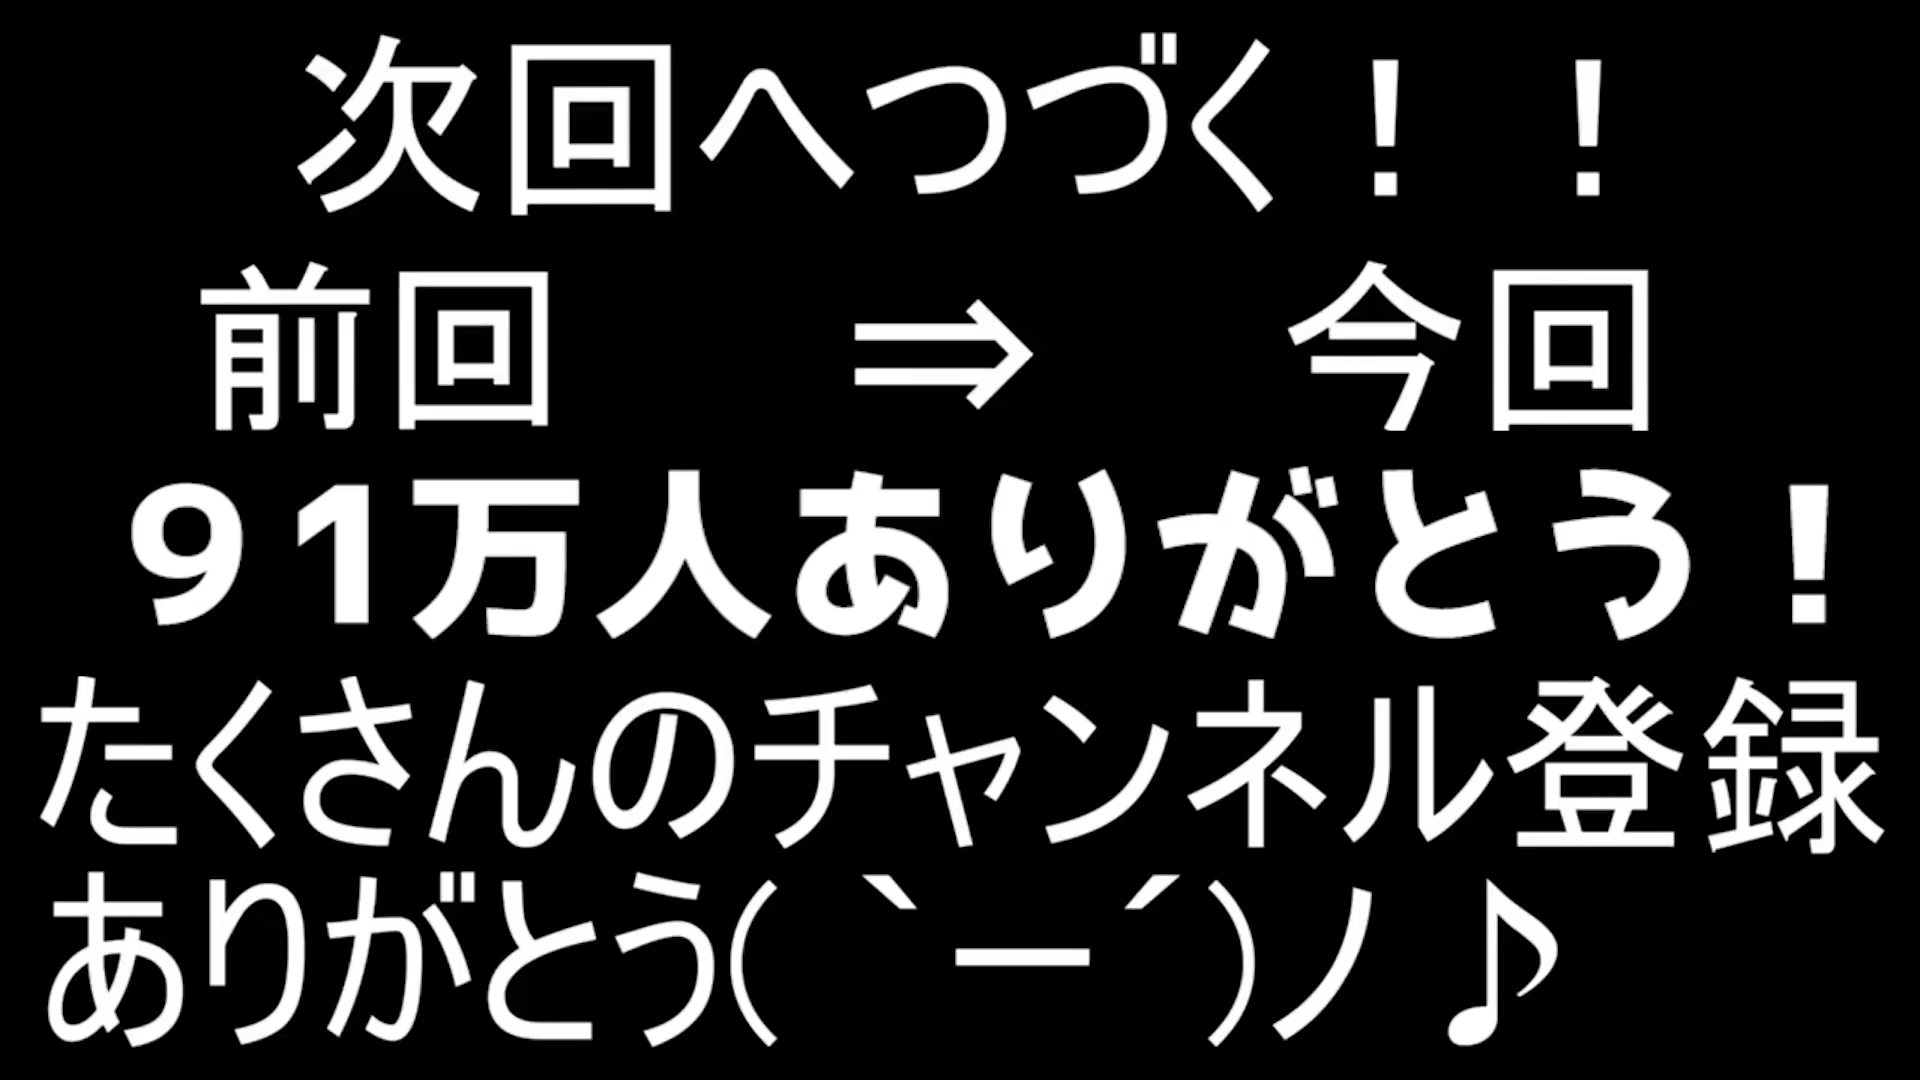 次回へつづく！！
前回　⇒　今回
９１万人ありがとう！
たくさんのチャンネル登録
ありがとう(｀ー´)ノ♪